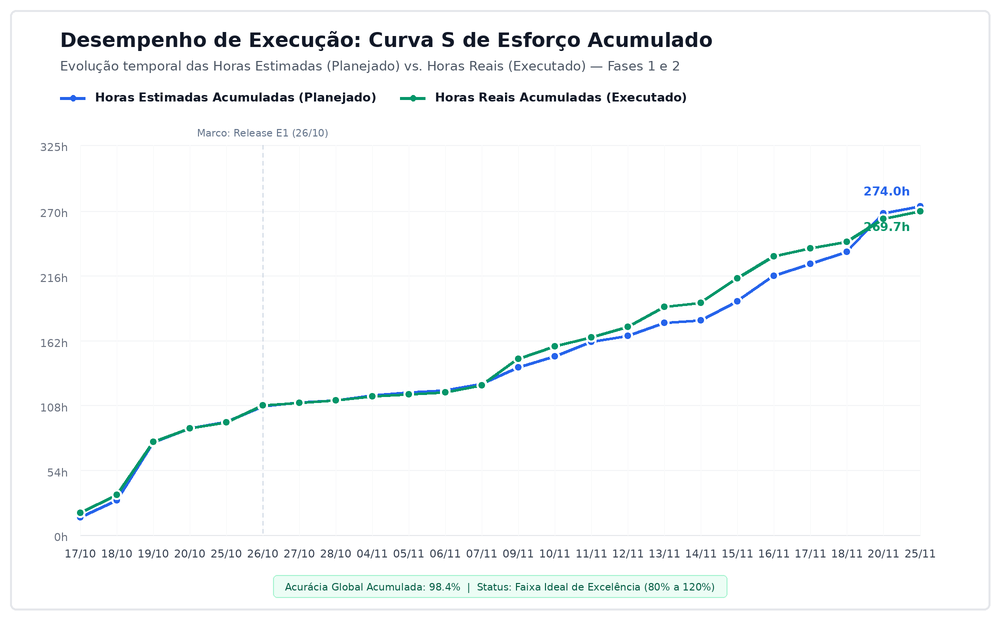 Desempenho de Execução: Curva S de Esforço Acumulado
Evolução temporal das Horas Estimadas (Planejado) vs. Horas Reais (Executado) — Fases 1 e 2
Horas Estimadas Acumuladas (Planejado) Horas Reais Acumuladas (Executado)
Marco: Release E1 (26/10)
325h
270h
216h
162h
108h
54h
0h
274.0h
269.7h
17/10 18/10 19/10 20/10 25/10 26/10 27/10 28/10 04/11 05/11 06/11 07/11 09/11 10/11 11/11 12/11 13/11 14/11 15/11 16/11 17/11 18/11 20/11 25/11
Acurácia Global Acumulada: 98.4% | Status: Faixa Ideal de Excelência (80% a 120%)